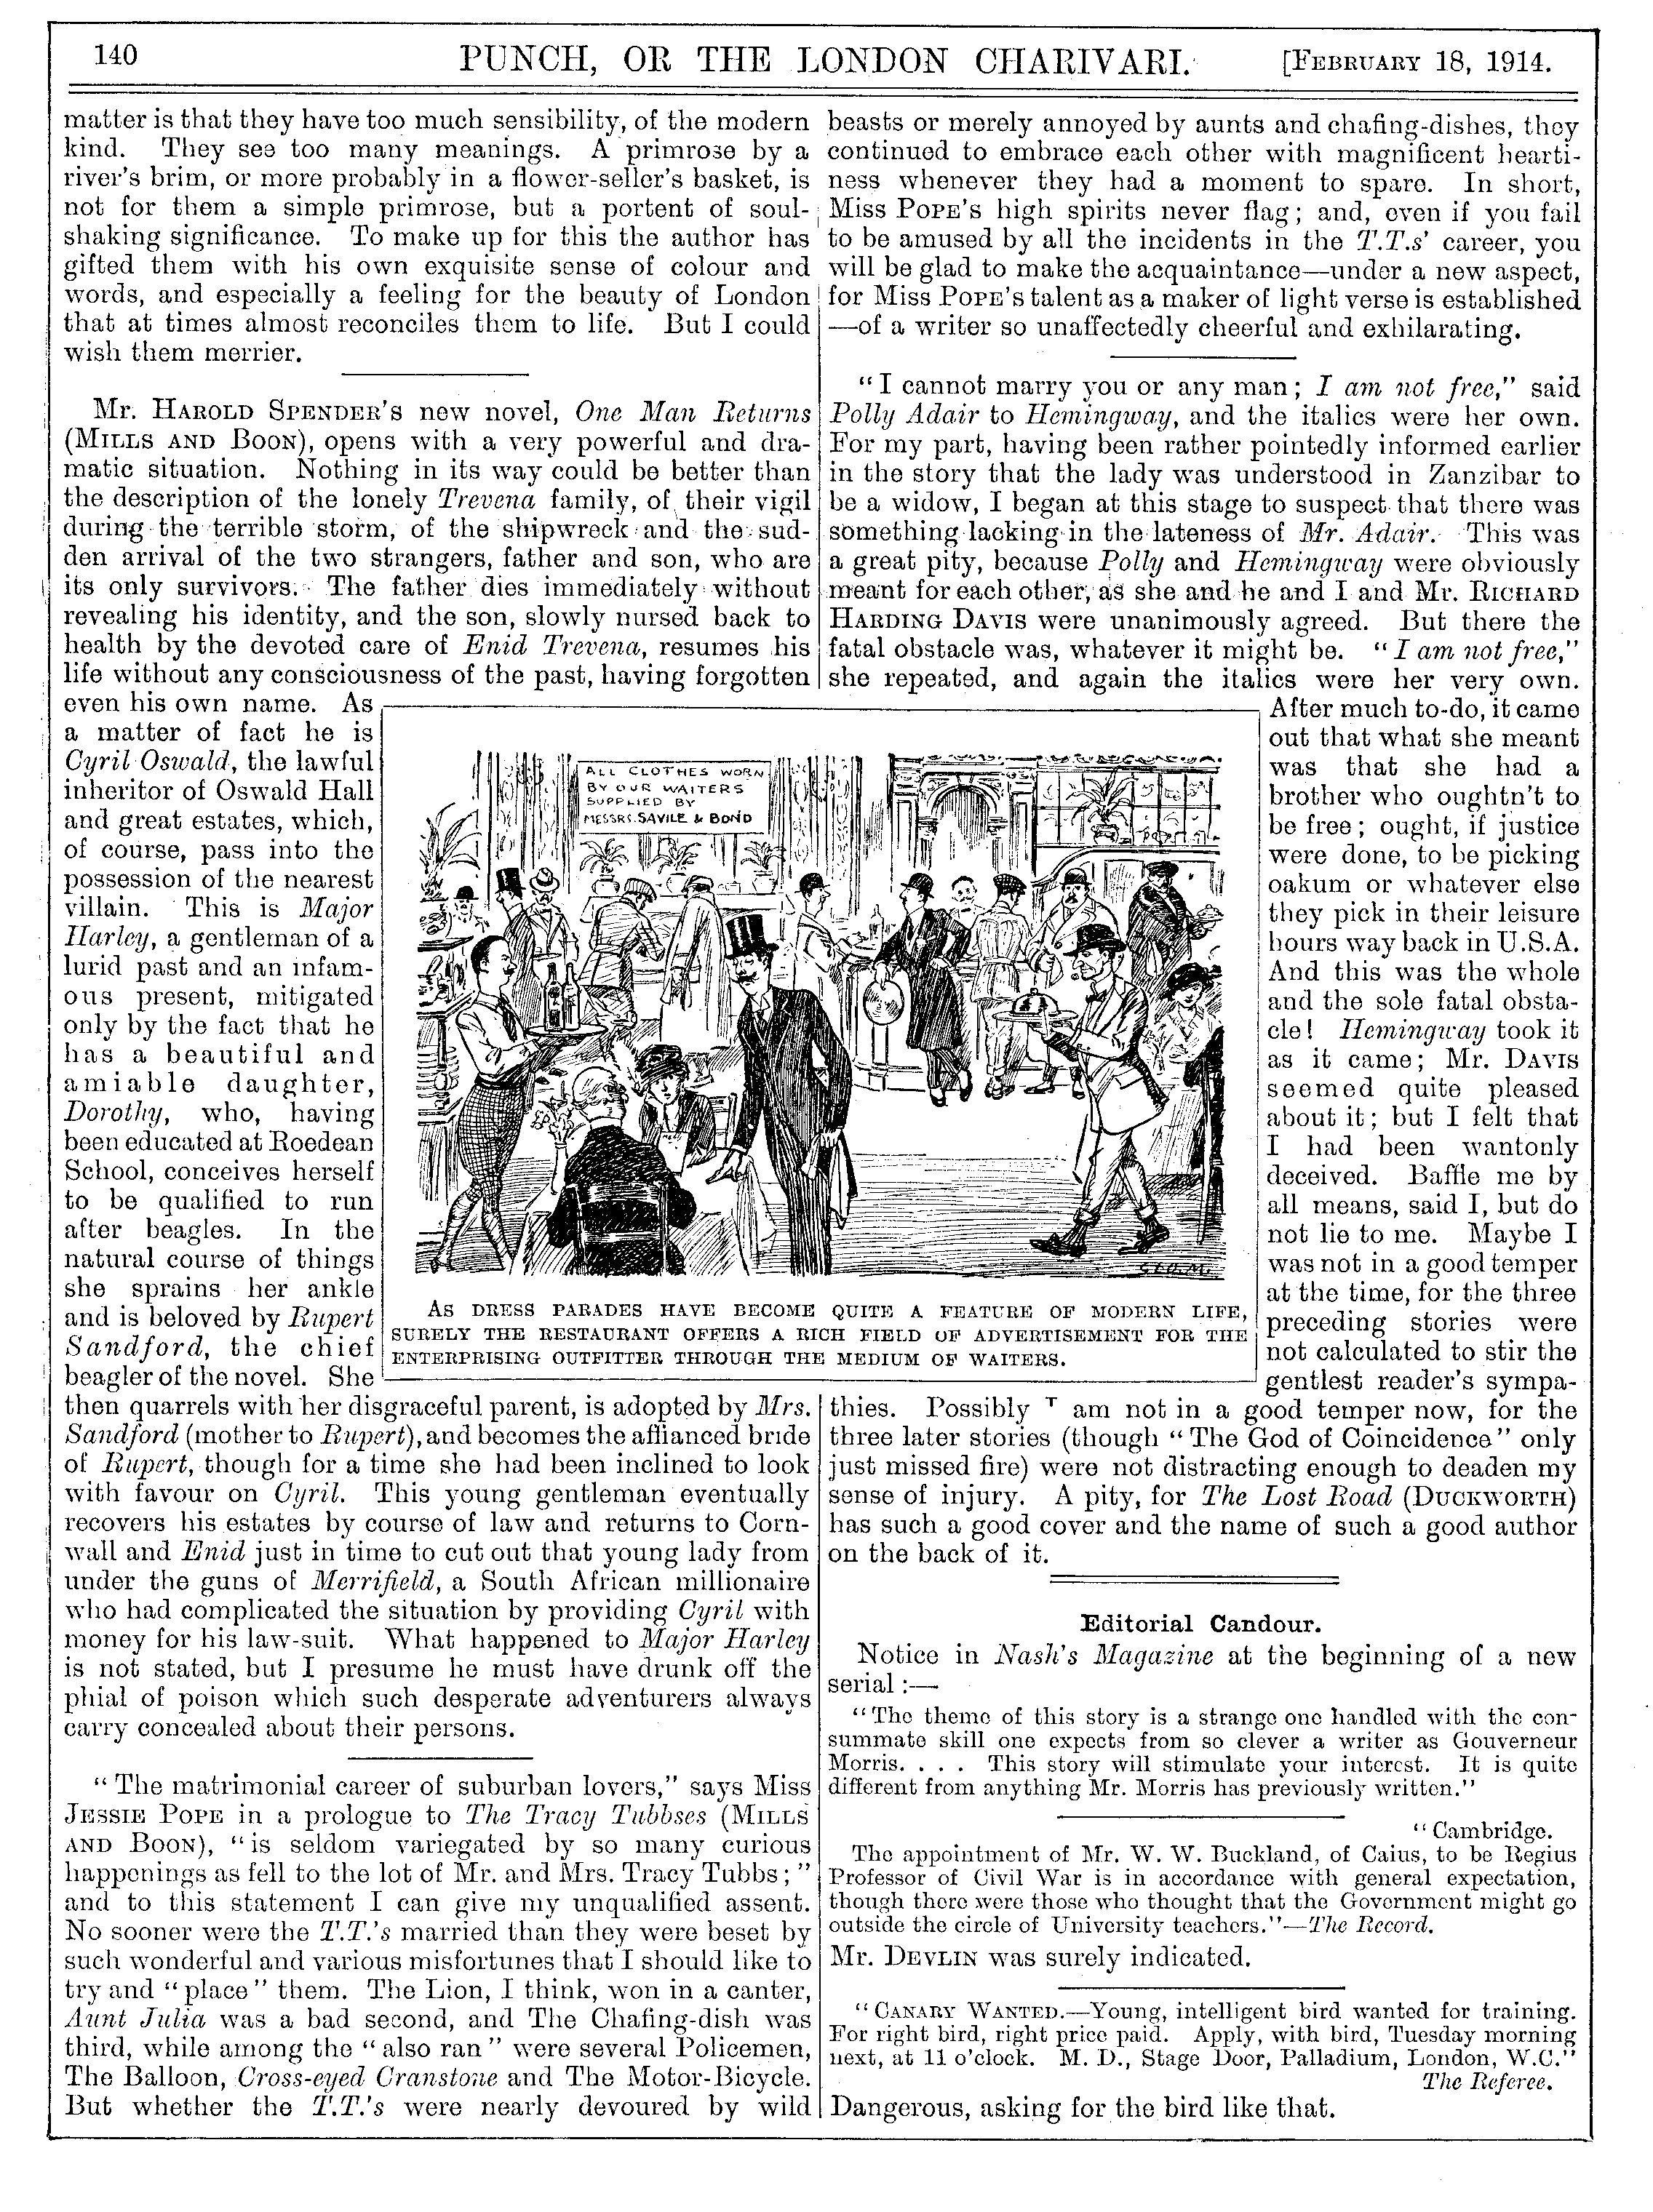 140
PUNCH, OR THE LONDON CHARIVARI.
[FEBRUARY 18, 1914.
matter is that they have too much sensibility, of the modern
kind. They see too many meanings. A primrose by a
river's brim, or more probably in a flower-seller's basket, is
not for them a simple primrose, but a portent of soul-
shaking significance. To make up for this the author has
gifted them with his own exquisite sense of colour and
words, and especially a feeling for the beauty of London
that at times almost reconciles them to life. But I could
wish them merrier.
Mr. HAROLD SPENDER'S new novel, One Man Returns
(MILLS AND BOON), opens with a very powerful and dra-
matic situation. Nothing in its way could be better than
the description of the lonely Trevena family, of their vigil
during the terrible storm, of the shipwreck and the sud-
den arrival of the two strangers, father and son, who are
its only survivors. The father dies immediately without
revealing his identity, and the son, slowly nursed back to
health by the devoted care of Enid Trevena, resumes his
life without any consciousness of the past, having forgotten
even his own name. As
a matter of fact he is
Cyril Oswald, the lawful
inheritor of Oswald Hall
and great estates, which,
of course, pass into the
possession of the nearest
villain. This is Major
Harley, a gentleman of a
lurid past and an infam-
ous present, mitigated
only by the fact that he
has a beautiful and
amiable daughter,
Dorothy, who, having
been educated at Roedean
School, conceives herself
to be qualified to run
after beagles. In the
natural course of things
she sprains her ankle
and is beloved by Rupert
Sandford, the chief
beagler of the novel. She
then quarrels with her disgraceful parent, is adopted by Mrs.
Sandford (mother to Rupert), and becomes the affianced bride
of Rupert, though for a time she had been inclined to look
with favour on Cyril. This young gentleman eventually
recovers his estates by course of law and returns to Corn-
wall and Enid just in time to cut out that young lady from
under the guns of Merrifield, a South African millionaire
who had complicated the situation by providing Cyril with
money for his law-suit. What happened to Major Harley
is not stated, but I presume he must have drunk off the
phial of poison which such desperate adventurers always
carry concealed about their persons.
"The matrimonial career of suburban lovers," says Miss
JESSIE POPE in a prologue to The Tracy Tubbses (MILLS
AND BOON), "is seldom variegated by so many curious
happenings as fell to the lot of Mr. and Mrs. Tracy Tubbs;"
and to this statement I can give my unqualified assent.
No sooner were the T.T.'s married than they were beset by
such wonderful and various misfortunes that I should like to
try and "place" them. The Lion, I think, won in a canter,
Aunt Julia was a bad second, and The Chafing-dish was
third, while among the "also ran" were several Policemen,
The Balloon, Cross-eyed Cranstone and The Motor-Bicycle.
But whether the T.T.'s were nearly devoured by wild
beasts or merely annoyed by aunts and chafing-dishes, they
continued to embrace each other with magnificent hearti-
ness whenever they had a moment to spare. In short,
Miss POPE'S high spirits never flag; and, even if you fail
to be amused by all the incidents in the T.T.s' career, you
will be glad to make the acquaintance—under a new aspect,
for Miss POPE'S talent as a maker of light verse is established
—of a writer so unaffectedly cheerful and exhilarating.
"I cannot marry you or any man; I am not free," said
Polly Adair to Hemingway, and the italics were her own.
For my part, having been rather pointedly informed earlier
in the story that the lady was understood in Zanzibar to
be a widow, I began at this stage to suspect that there was
something lacking in the lateness of Mr. Adair. This was
a great pity, because Polly and Hemingway were obviously
meant for each other, as she and he and I and Mr. RICHARD
HARDING DAVIS were unanimously agreed. But there the
fatal obstacle was, whatever it might be. "I am not free,"
she repeated, and again the italics were her very own.
After much to-do, it came
out that what she meant
was that she had a
brother who oughtn't to
be free; ought, if justice
were done, to be picking
oakum or whatever else
they pick in their leisure
hours way back in U.S.A.
And this was the whole
and the sole fatal obsta-
cle! Hemingway took it
as it came; Mr. DAVIS
seemed quite pleased
about it; but I felt that
I had been wantonly
deceived. Baffle me by
all means, said I, but do
not lie to me. Maybe I
was not in a good temper
at the time, for the three
preceding stories were
not calculated to stir the
gentlest reader's sympa-
thies. Possibly I am not in a good temper now, for the
three later stories (though "The God of Coincidence" only
just missed fire) were not distracting enough to deaden my
sense of injury. A pity, for The Lost Road (DUCKWORTH)
has such a good cover and the name of such a good author
on the back of it.
ALL CLOTHES WORN
BY OUR WAITERS
SUPPLIED BY
MESSRS. SAVILE & BOND
AS DRESS PARADES HAVE BECOME QUITE A FEATURE OF MODERN LIFE,
SURELY THE RESTAURANT OFFERS A RICH FIELD OF ADVERTISEMENT FOR THE
ENTERPRISING OUTFITTER THROUGH THE MEDIUM OF WAITERS.
Editorial Candour.
Notice in Nash's Magazine at the beginning of a new
serial:—
"The theme of this story is a strange one handled with the con-
summate skill one expects from so clever a writer as Gouverneur
Morris. . . . This story will stimulate your interest. It is quite
different from anything Mr. Morris has previously written."
"Cambridge.
The appointment of Mr. W. W. Buckland, of Caius, to be Regius
Professor of Civil War is in accordance with general expectation,
though there were those who thought that the Government might go
outside the circle of University teachers."—The Record.
Mr. DEVLIN was surely indicated.
"CANARY WANTED.—Young, intelligent bird wanted for training.
For right bird, right price paid. Apply, with bird, Tuesday morning
next, at 11 o'clock. M. D., Stage Door, Palladium, London, W.C."
The Referee.
Dangerous, asking for the bird like that.